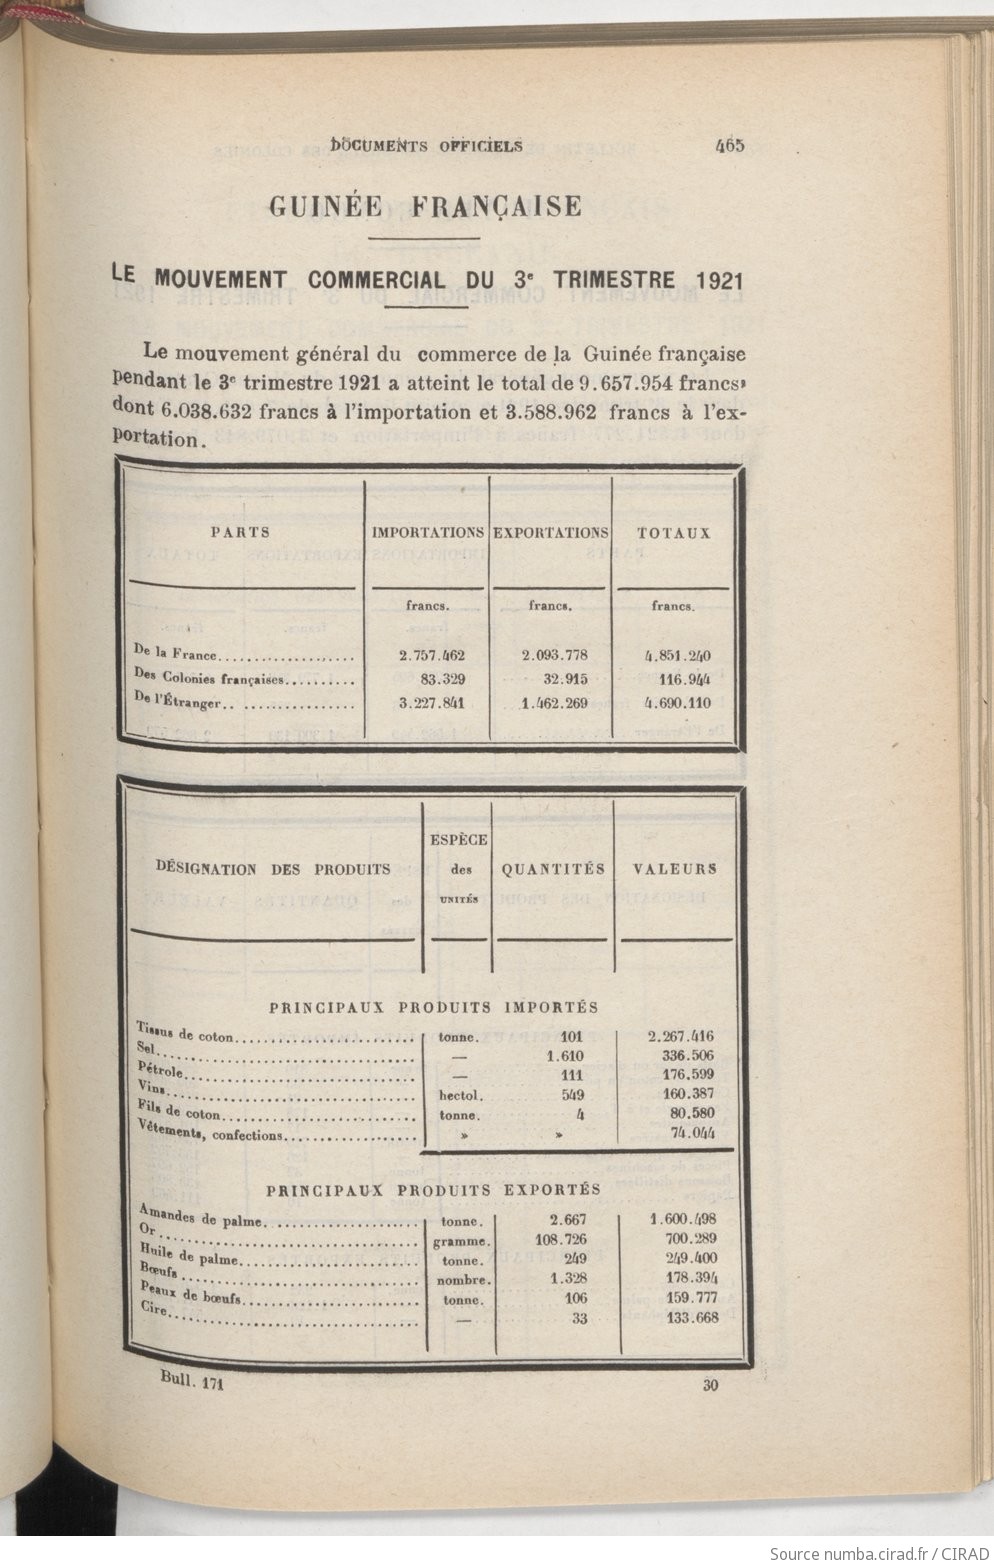 DOCUMENTS OFFICIELS 465
GUINÉE FRANÇAISE
LE MOUVEMENT COMMERCIAL DU 3e TRIMESTRE 1921
Le mouvement général du commerce de la Guinée française
pendant le 3e trimestre 1921 a atteint le total de 9.657.954 francs,
dont 6.038.632 francs à l'importation et 3.588.962 francs à l'ex-
portation.
PARTS IMPORTATIONS EXPORTATIONS TOTAUX
francs. francs. francs.
De la France.................... 2.757.462 2.093.778 4.851.240
Des Colonies françaises.......... 83.329 32.915 116.944
De l'Étranger.. ................ 3.227.841 1.462.269 4.690.110
DÉSIGNATION DES PRODUITS ESPÈCE des UNITÉS QUANTITÉS VALEURS
PRINCIPAUX PRODUITS IMPORTÉS
Tissus de coton.......................... tonne. 101 2.267.416
Sel..................................... — 1.610 336.506
Pétrole................................. — 111 176.599
Vins.................................... hectol. 549 160.387
Fils de coton............................ tonne. 4 80.580
Vêtements, confections................... » » 74.044
PRINCIPAUX PRODUITS EXPORTÉS
Amandes de palme...................... tonne. 2.667 1.600.498
Or..................................... gramme. 108.726 700.289
Huile de palme.......................... tonne. 249 249.400
Bœufs .................................. nombre. 1.328 178.394
Peaux de bœufs.......................... tonne. 106 159.777
Cire.................................... — 33 133.668
Bull. 171 30
Source numba.cirad.fr / CIRAD